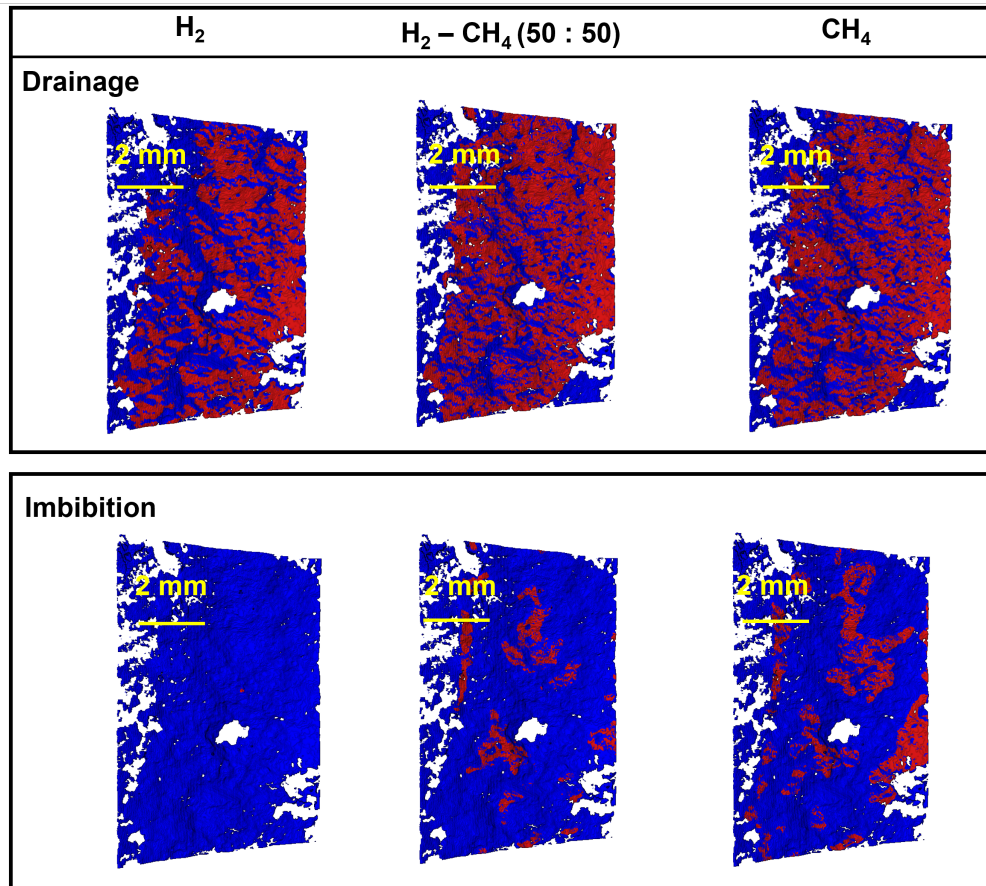 H₂ H₂ – CH₄ (50 : 50) CH₄
Drainage
2 mm 2 mm 2 mm
Imbibition
2 mm 2 mm 2 mm